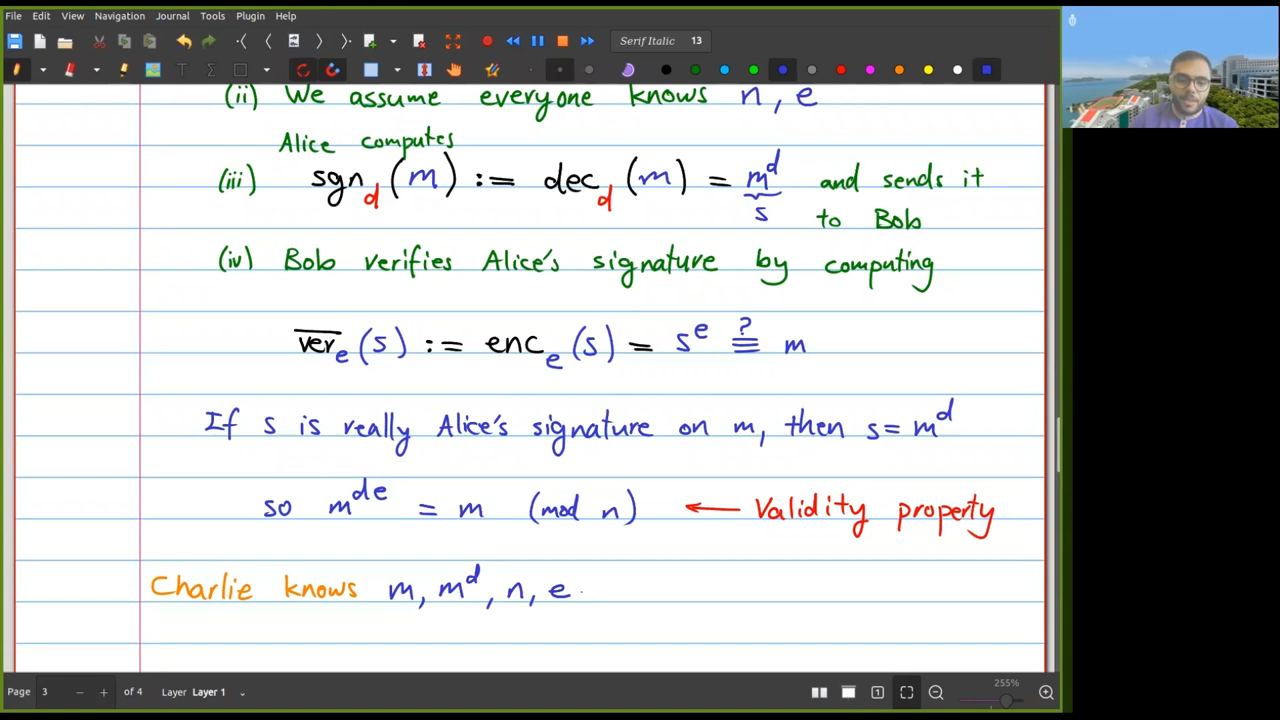 File Edit View Navigation Journal Tools Plugin Help
Serif Italic 13
(ii) We assume everyone knows n, e
Alice computes
(iii) sgn_d (m) := dec_d (m) = m^d and sends it
s to Bob
(iv) Bob verifies Alice's signature by computing
ver_e (s) := enc_e (s) = s^e ≟ m
If s is really Alice's signature on m, then s = m^d
so m^{de} = m (mod n) ← Validity property
Charlie knows m, m^d, n, e
Page 3 of 4 Layer Layer 1
255%